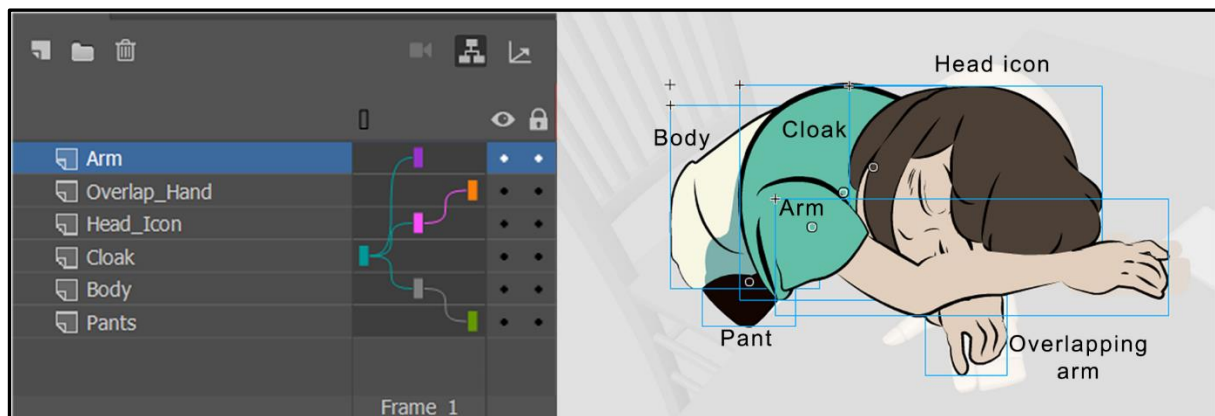 Arm
Overlap_Hand
Head_Icon
Cloak
Body
Pants
Frame 1
Head icon
Cloak
Body
Arm
Pant
Overlapping
arm